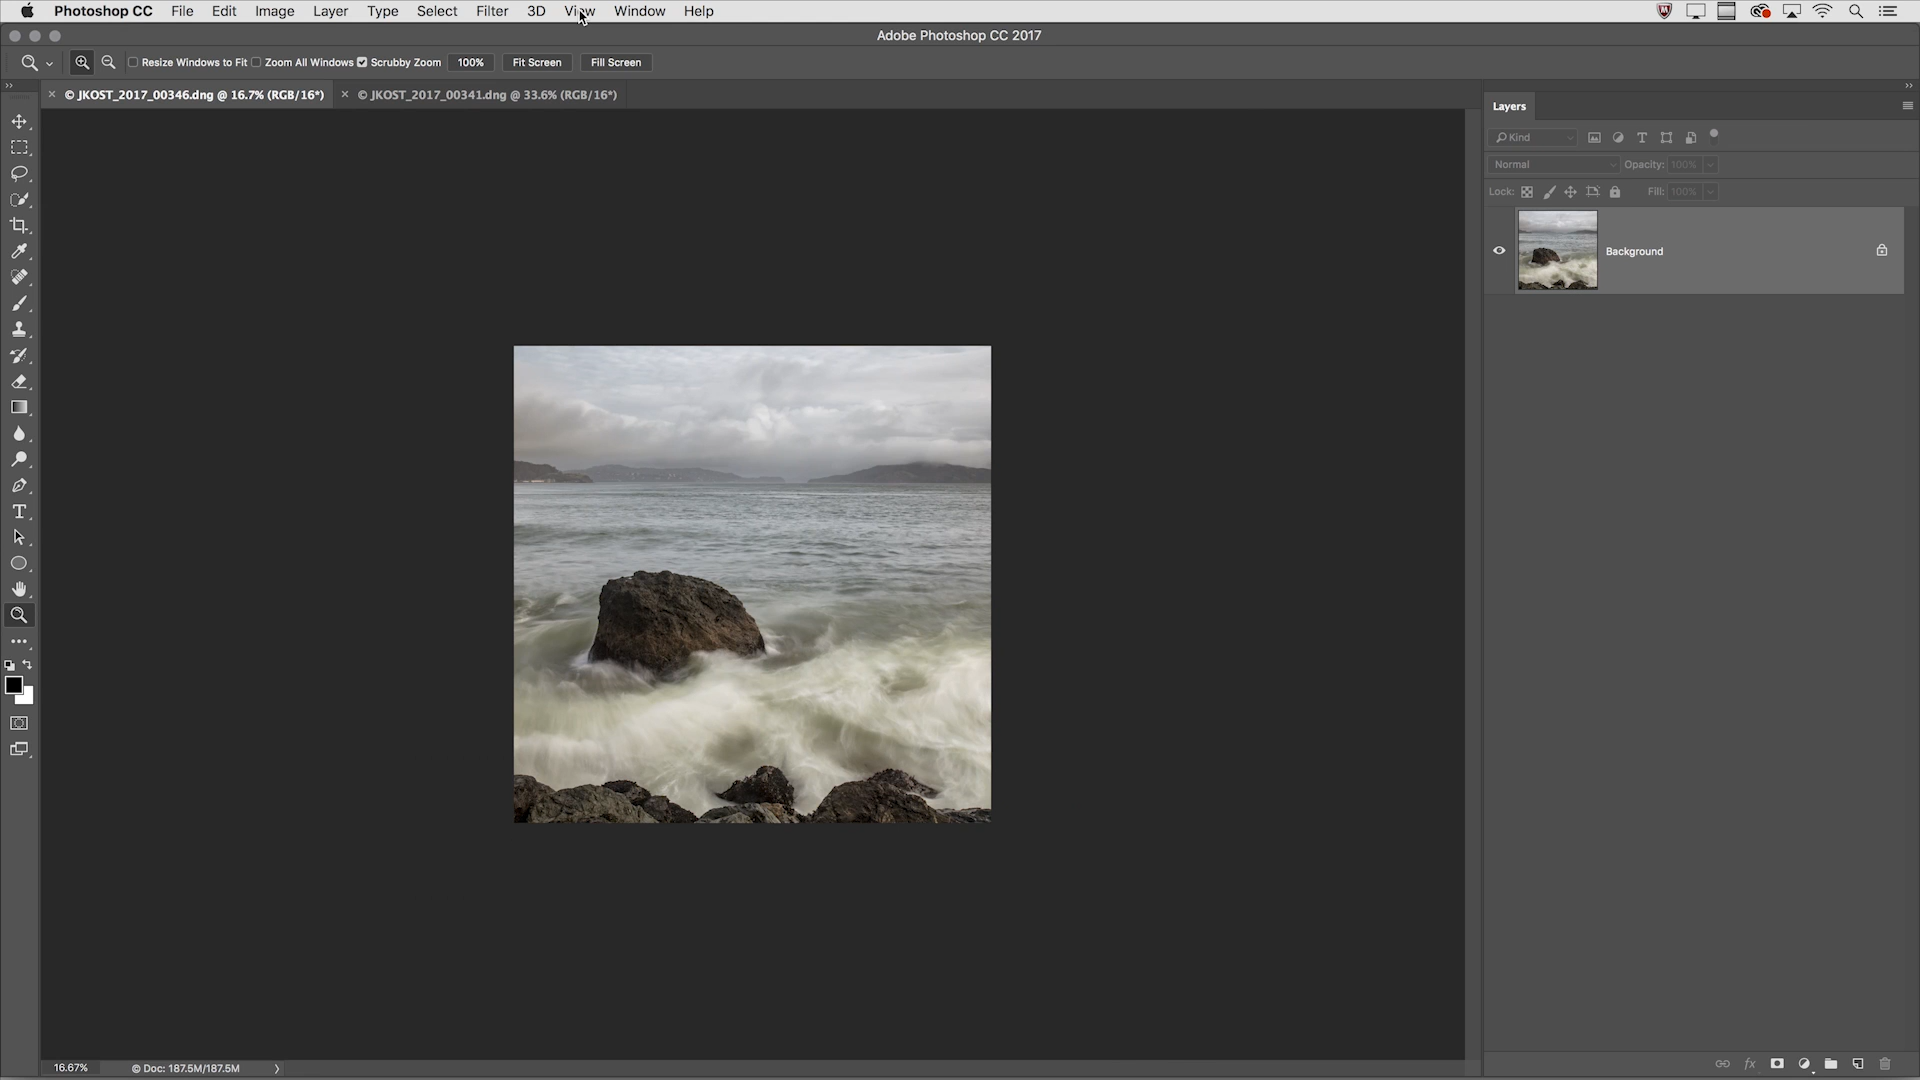 Photoshop CC File Edit Image Layer Type Select Filter 3D View Window Help
Adobe Photoshop CC 2017
Resize Windows to Fit Zoom All Windows Scrubby Zoom 100% Fit Screen Fill Screen
© JKOST_2017_00346.dng @ 16.7% (RGB/16*) © JKOST_2017_00341.dng @ 33.6% (RGB/16*)
Layers
Kind
Normal Opacity: 100%
Lock: Fill: 100%
Background
16.67% © Doc: 187.5M/187.5M